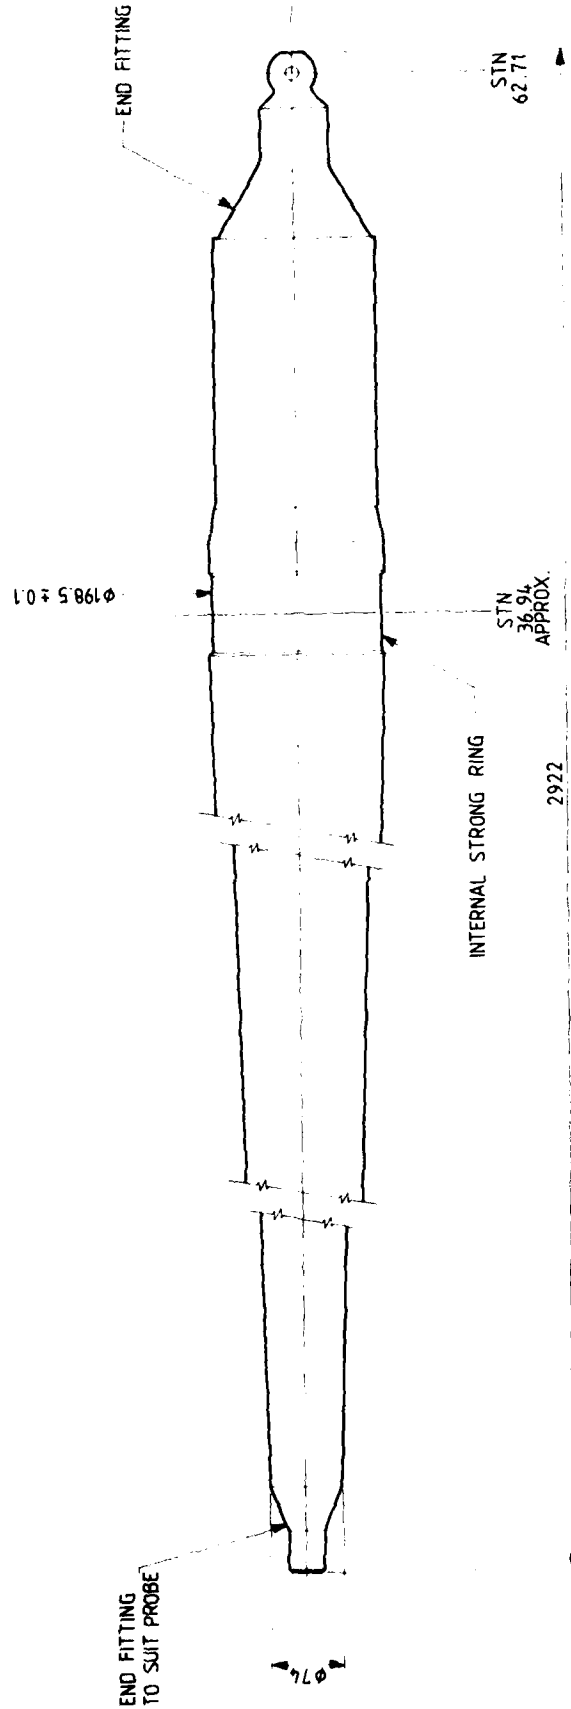 END FITTING
STN
62.71
Ø198.5 ± 0.1
STN
36.94
APPROX.
INTERNAL STRONG RING
2922
END FITTING
TO SUIT PROBE
Ø74